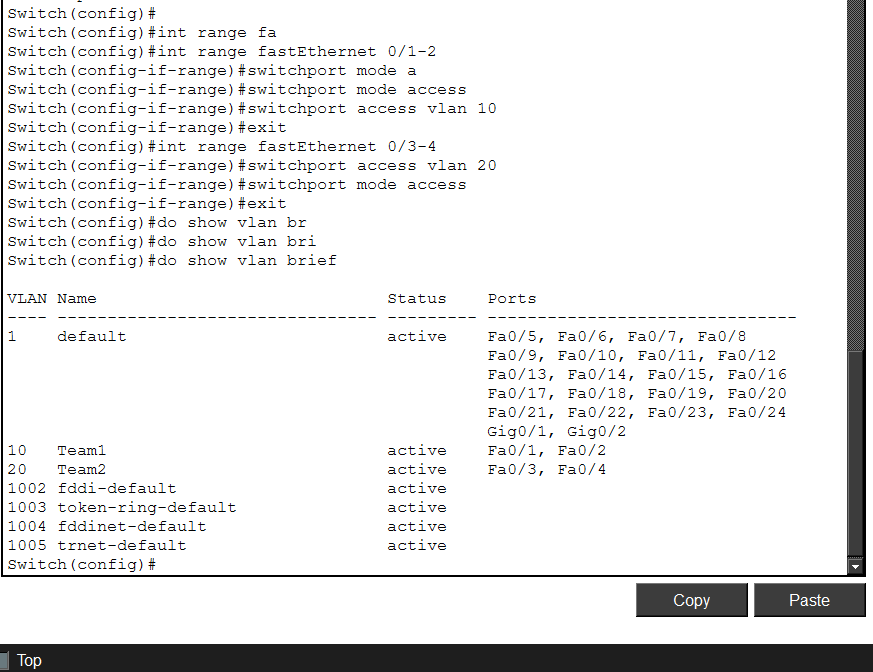 Switch(config)#
Switch(config)#int range fa
Switch(config)#int range fastEthernet 0/1-2
Switch(config-if-range)#switchport mode a
Switch(config-if-range)#switchport mode access
Switch(config-if-range)#switchport access vlan 10
Switch(config-if-range)#exit
Switch(config)#int range fastEthernet 0/3-4
Switch(config-if-range)#switchport access vlan 20
Switch(config-if-range)#switchport mode access
Switch(config-if-range)#exit
Switch(config)#do show vlan br
Switch(config)#do show vlan bri
Switch(config)#do show vlan brief

VLAN Name                             Status    Ports
---- -------------------------------- --------- -------------------------------
1    default                          active    Fa0/5, Fa0/6, Fa0/7, Fa0/8
                                                Fa0/9, Fa0/10, Fa0/11, Fa0/12
                                                Fa0/13, Fa0/14, Fa0/15, Fa0/16
                                                Fa0/17, Fa0/18, Fa0/19, Fa0/20
                                                Fa0/21, Fa0/22, Fa0/23, Fa0/24
                                                Gig0/1, Gig0/2
10   Team1                            active    Fa0/1, Fa0/2
20   Team2                            active    Fa0/3, Fa0/4
1002 fddi-default                     active
1003 token-ring-default               active
1004 fddinet-default                  active
1005 trnet-default                    active
Switch(config)#
Copy Paste
Top